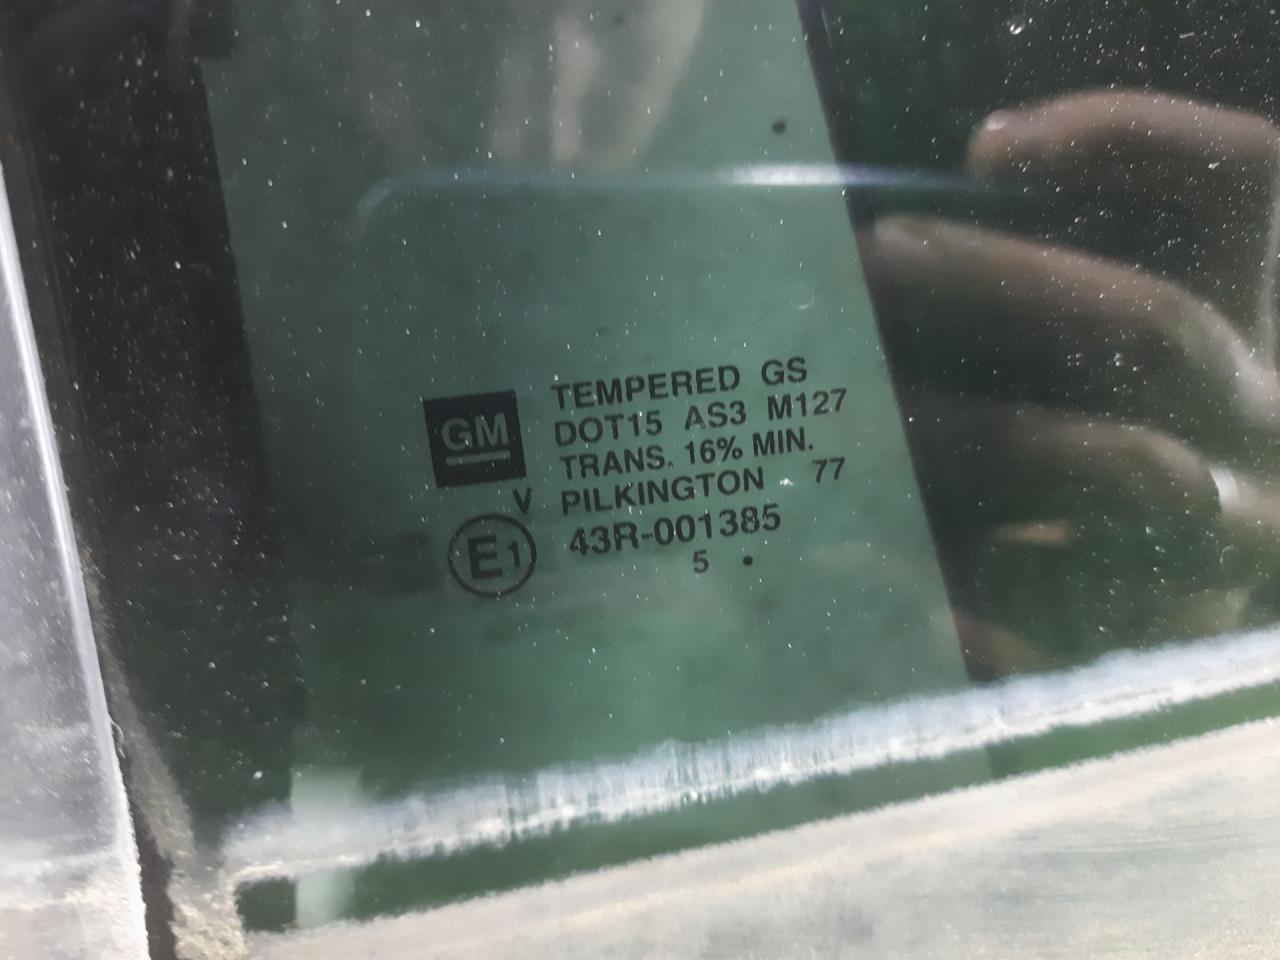 GM
TEMPERED GS
DOT15 AS3 M127
TRANS. 16% MIN.
V PILKINGTON 77
E1 43R-001385
5 •